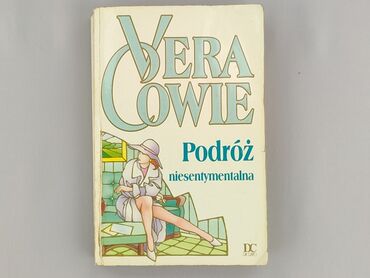 VERA
COWIE
Podróż
niesentymentalna
DC